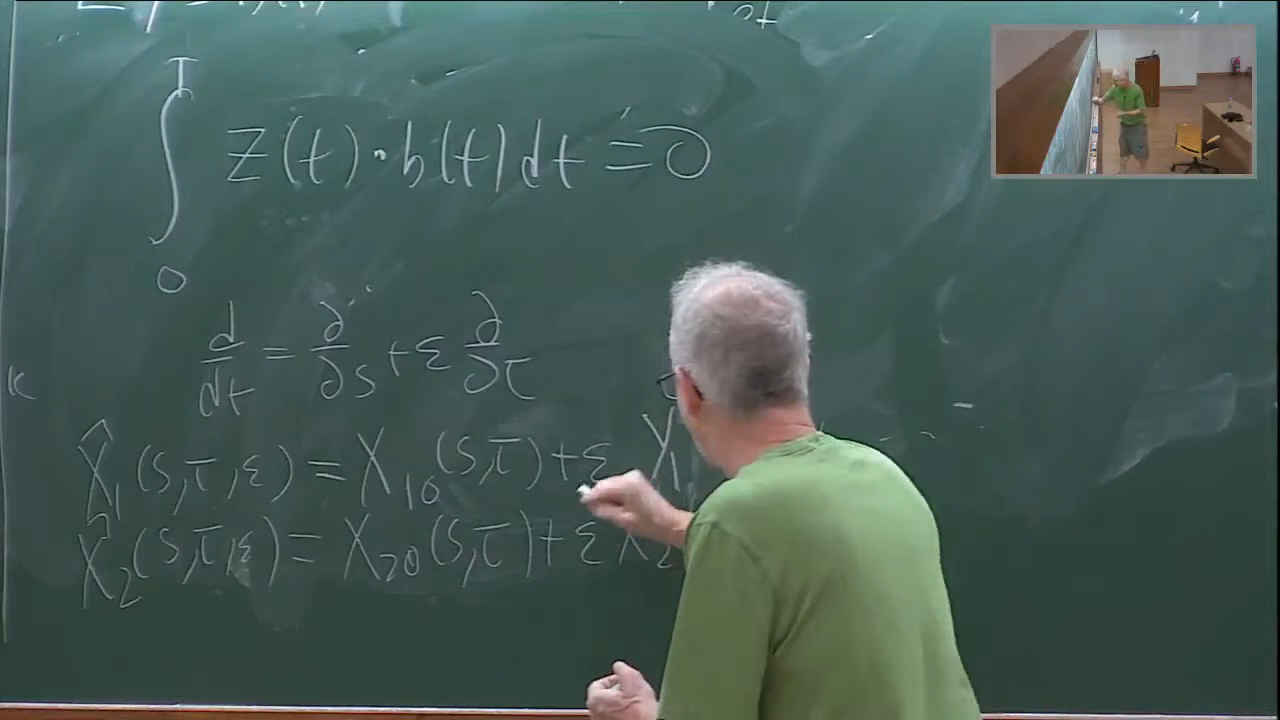 ∫₀ᵀ Z(t)·b(t)dt = 0
d/dt = ∂/∂s + ε ∂/∂τ
K
X̂₁(s,τ,ε) = X₁₀(s,τ) + ε X₁
X̂₂(s,τ,ε) = X₂₀(s,τ) + ε X₂